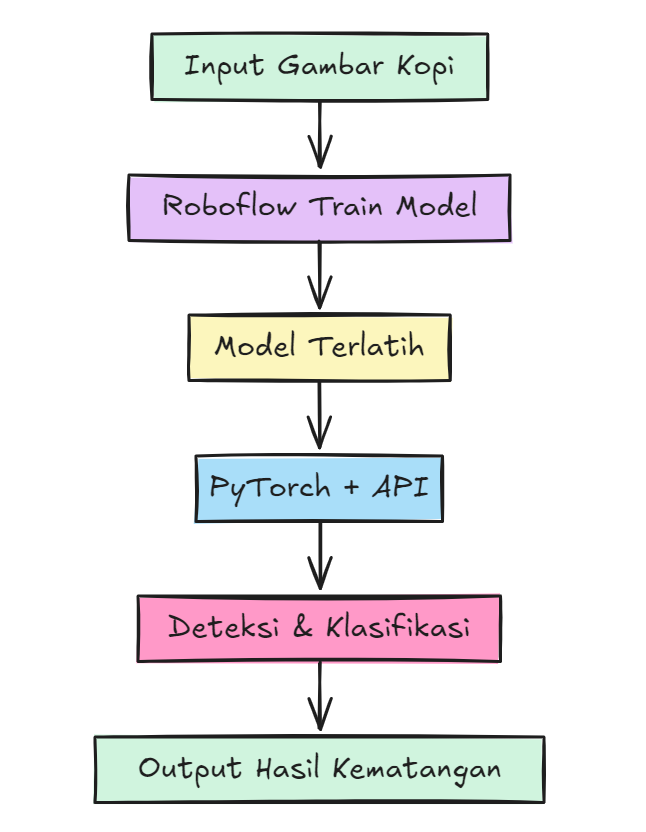 Input Gambar Kopi
Roboflow Train Model
Model Terlatih
PyTorch + API
Deteksi & Klasifikasi
Output Hasil Kematangan